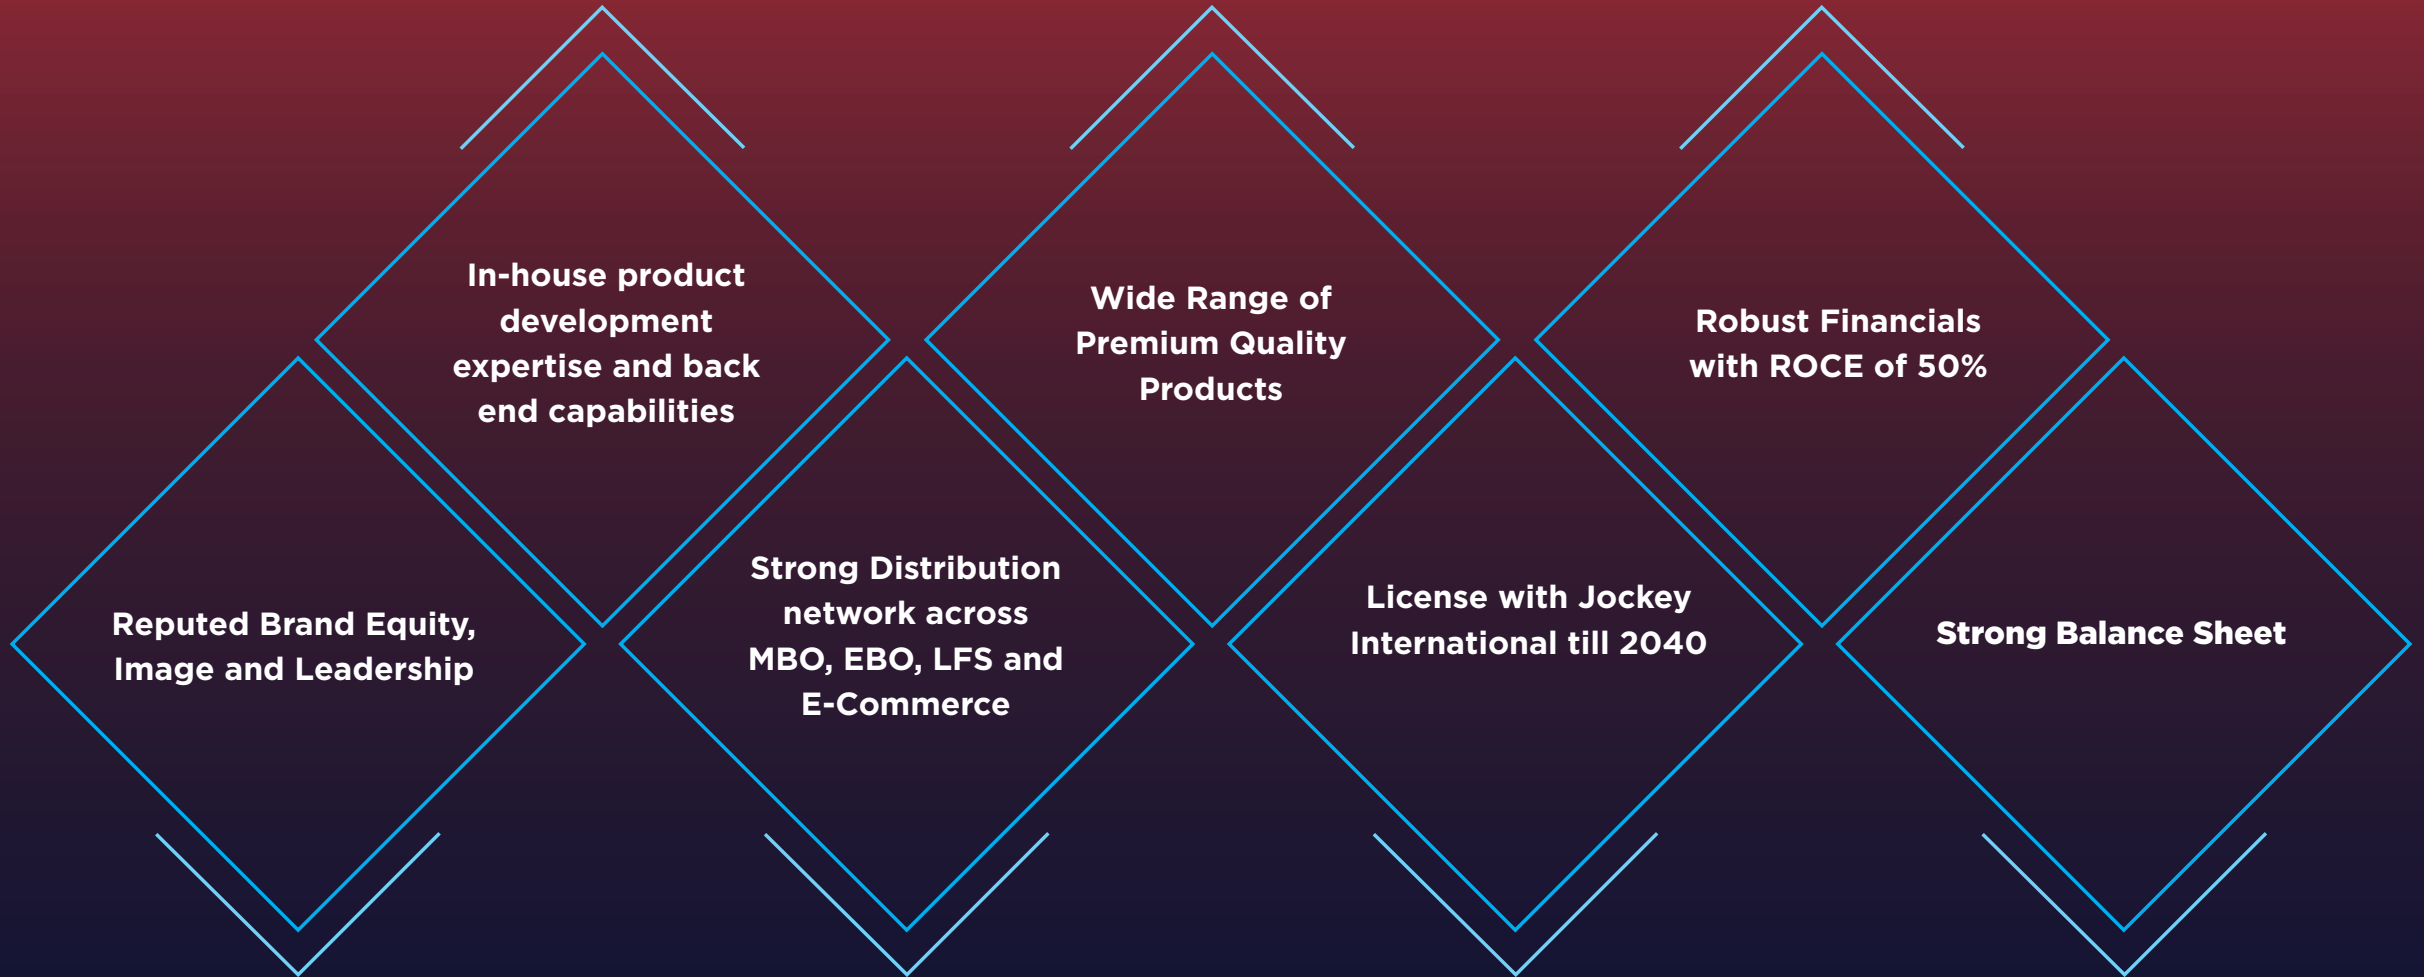 In-house product
development
expertise and back
end capabilities
Wide Range of
Premium Quality
Products
Robust Financials
with ROCE of 50%
Reputed Brand Equity,
Image and Leadership
Strong Distribution
network across
MBO, EBO, LFS and
E-Commerce
License with Jockey
International till 2040
Strong Balance Sheet